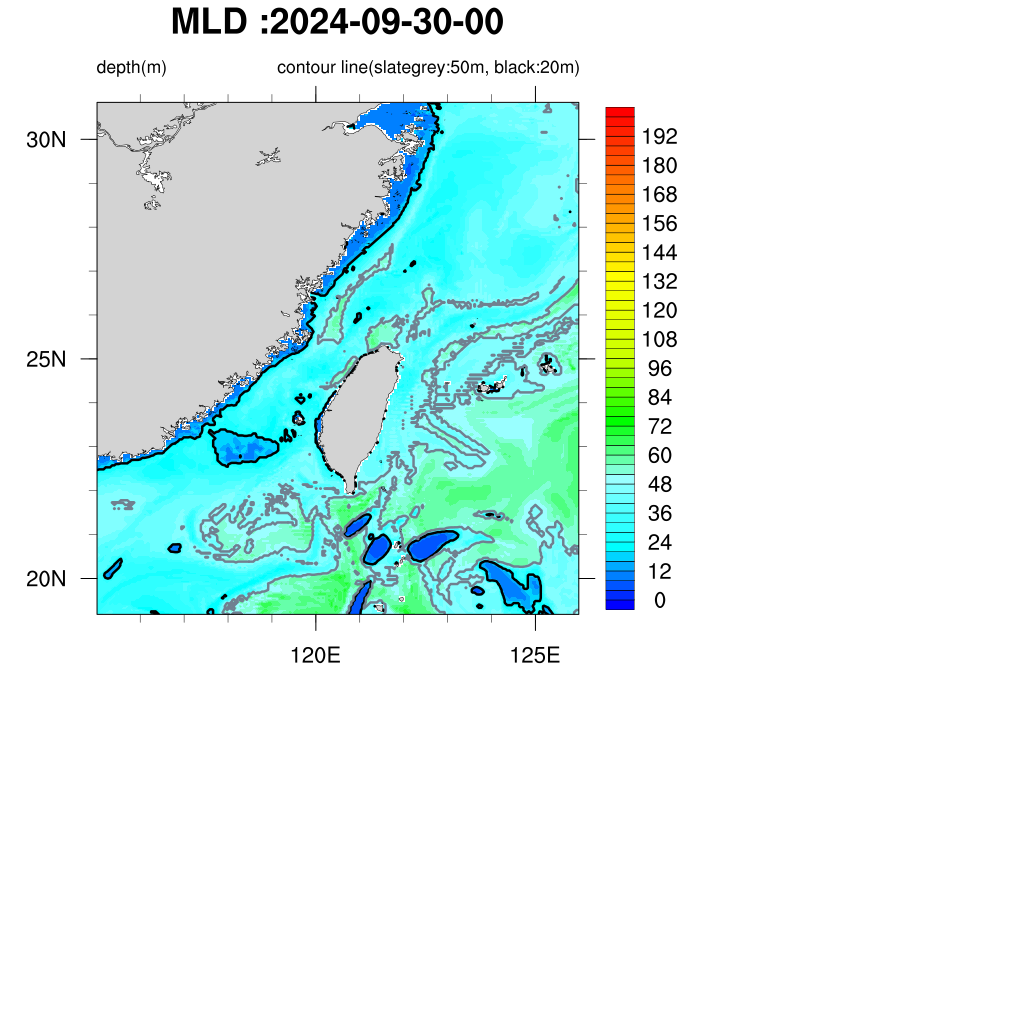 MLD :2024-09-30-00
depth(m)
contour line(slategrey:50m, black:20m)
30N
25N
20N
120E
125E
192
180
168
156
144
132
120
108
96
84
72
60
48
36
24
12
0